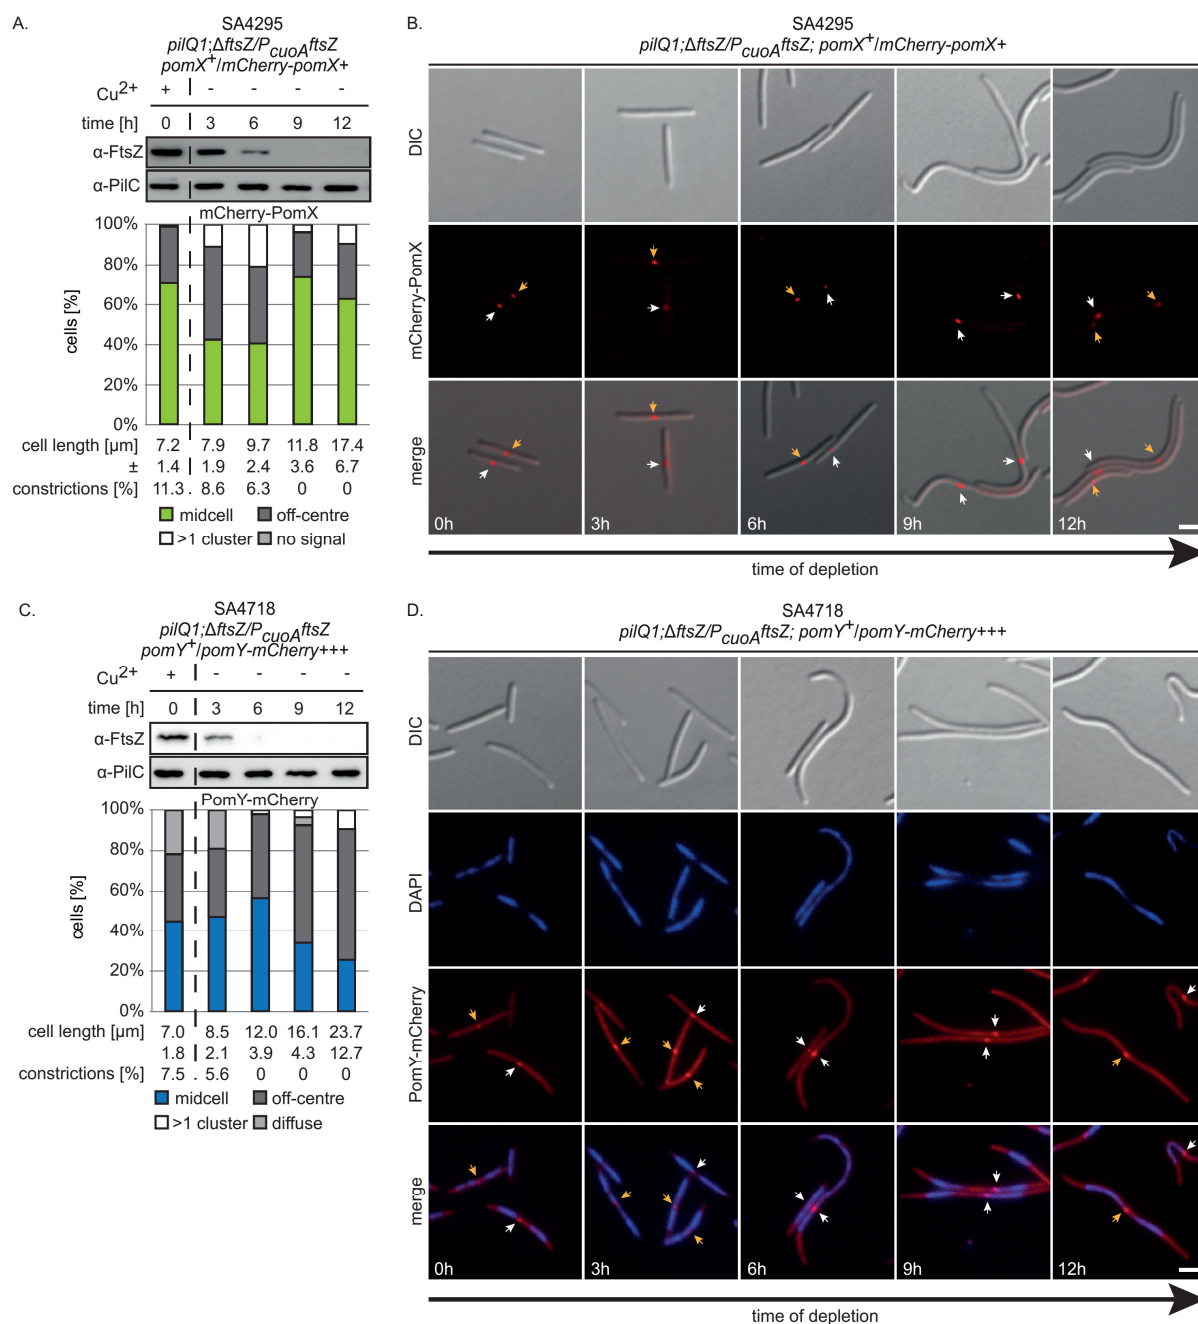 A.
SA4295
pilQ1;ΔftsZ/PcuoAftsZ
pomX+/mCherry-pomX+
Cu2+ + - - - -
time [h] 0 3 6 9 12
α-FtsZ
α-PilC
mCherry-PomX
100%
80%
60%
40%
20%
0%
cells [%]
cell length [µm] 7.2 7.9 9.7 11.8 17.4
± 1.4 1.9 2.4 3.6 6.7
constrictions [%] 11.3 8.6 6.3 0 0
midcell off-centre
>1 cluster no signal
B.
SA4295
pilQ1;ΔftsZ/PcuoAftsZ; pomX+/mCherry-pomX+
DIC
mCherry-PomX
merge
0h 3h 6h 9h 12h
time of depletion
C.
SA4718
pilQ1;ΔftsZ/PcuoAftsZ
pomY+/pomY-mCherry+++
Cu2+ + - - - -
time [h] 0 3 6 9 12
α-FtsZ
α-PilC
PomY-mCherry
100%
80%
60%
40%
20%
0%
cells [%]
cell length [µm] 7.0 8.5 12.0 16.1 23.7
1.8 2.1 3.9 4.3 12.7
constrictions [%] 7.5 5.6 0 0 0
midcell off-centre
>1 cluster diffuse
D.
SA4718
pilQ1;ΔftsZ/PcuoAftsZ; pomY+/pomY-mCherry+++
DIC
DAPI
PomY-mCherry
merge
0h 3h 6h 9h 12h
time of depletion